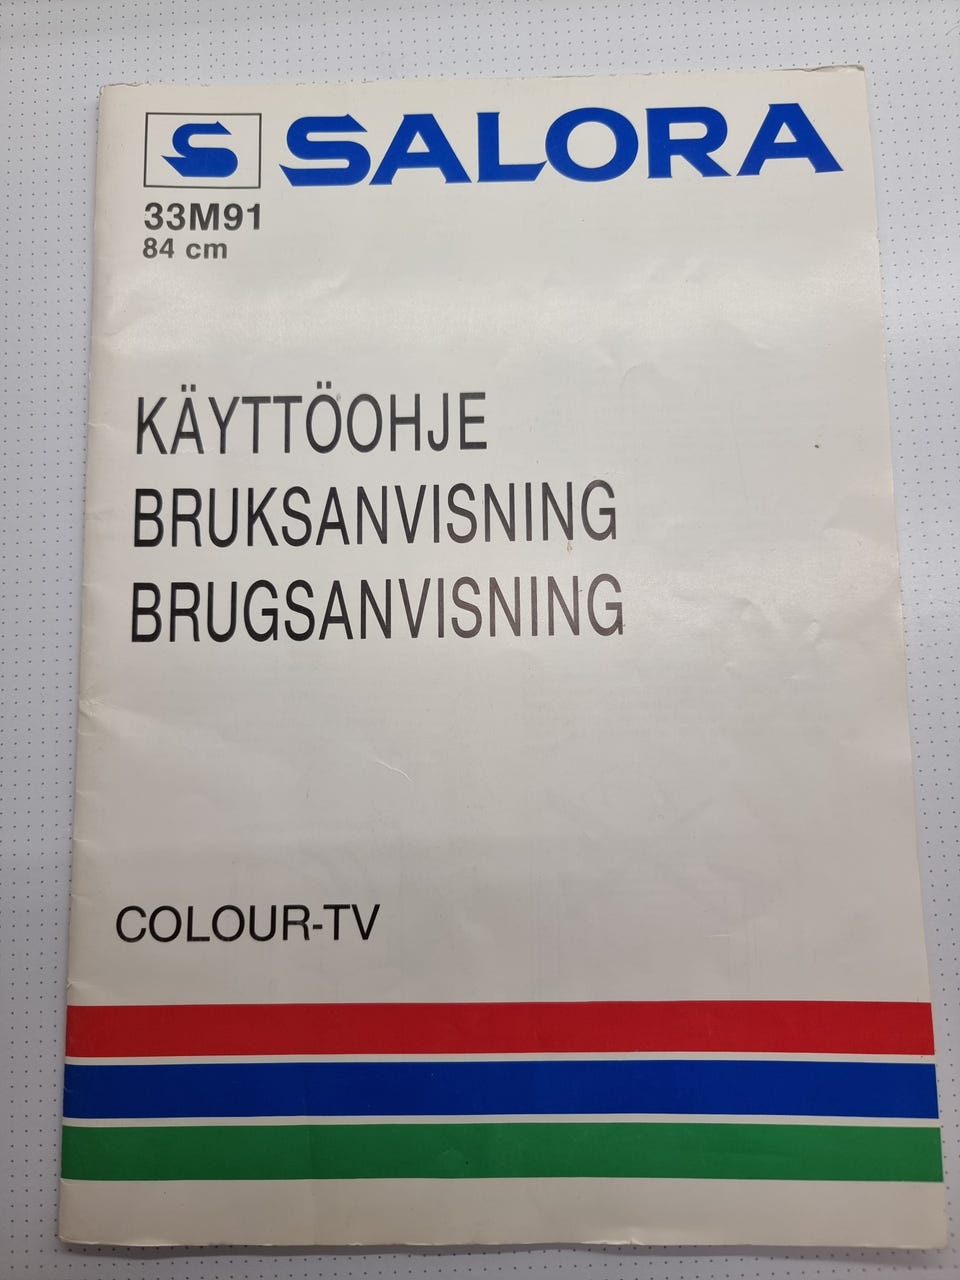 S SALORA
33M91
84 cm
KÄYTTÖOHJE
BRUKSANVISNING
BRUGSANVISNING
COLOUR-TV